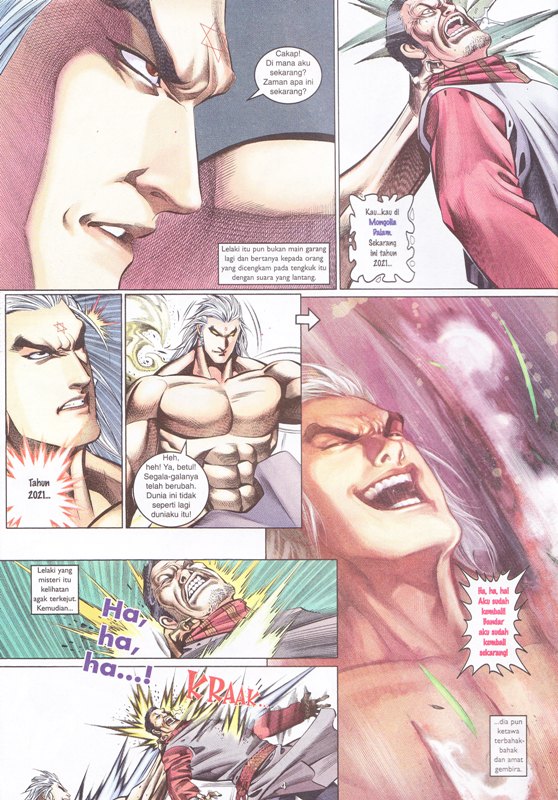 Cakap!
Di mana aku
sekarang?
Zaman apa ini
sekarang?
Lelaki itu pun bukan main garang
lagi dan bertanya kepada orang
yang dicengkam pada tengkuk itu
dengan suara yang lantang.
Kau...kau di
Mongolia
Dalam.
Sekarang
ini tahun
2021...
Tahun
2021...
Heh,
heh! Ya, betul!
Segala-galanya
telah berubah.
Dunia ini tidak
seperti lagi
duniaku itu!
Ha, ha, ha!
Aku sudah
kembali!
Pandar
aku sudah
kembali
sekarang!
Lelaki yang
misteri itu
kelihatan
agak terkejut.
Kemudian...
Ha,
ha,
ha...!
KRAAK...
...dia pun
ketawa
terbahak-
bahak
dan amat
gembira.
4